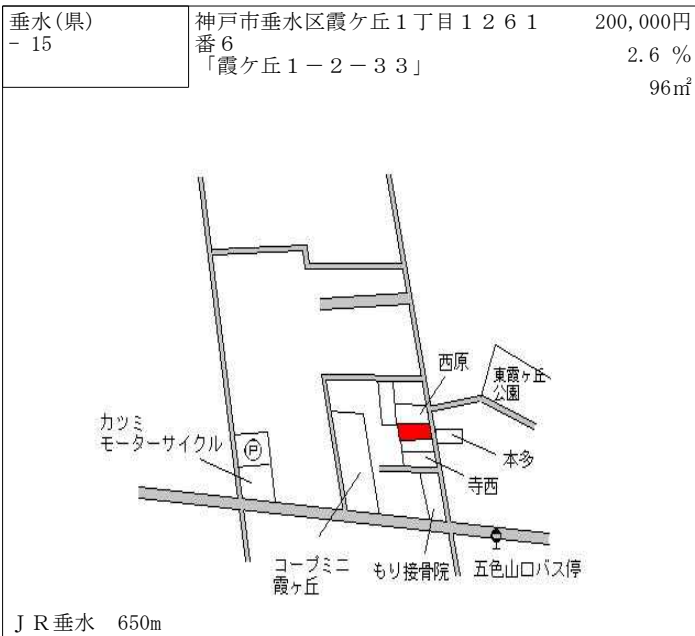 垂水(県)
- 15
神戸市垂水区霞ケ丘１丁目１２６１
番６
「霞ケ丘１－２－３３」
200,000円
2.6 %
96㎡
西原
東霞ヶ丘
公園
カツミ
モーターサイクル
P
本多
寺西
コープミニ
霞ヶ丘
もり接骨院
五色山口バス停
ＪＲ垂水　650m